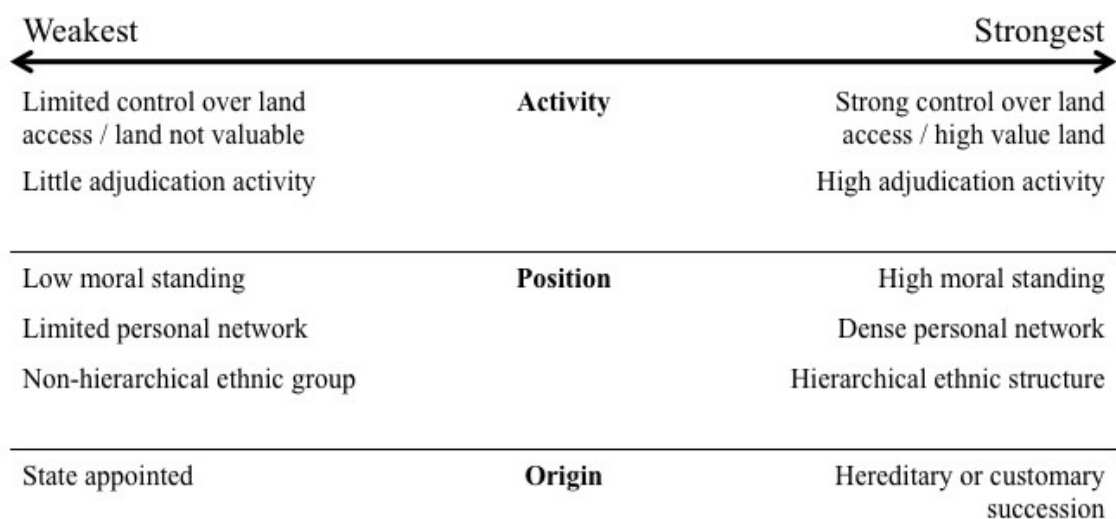 Weakest Strongest
Limited control over land Activity Strong control over land
access / land not valuable access / high value land
Little adjudication activity High adjudication activity
Low moral standing Position High moral standing
Limited personal network Dense personal network
Non-hierarchical ethnic group Hierarchical ethnic structure
State appointed Origin Hereditary or customary
succession